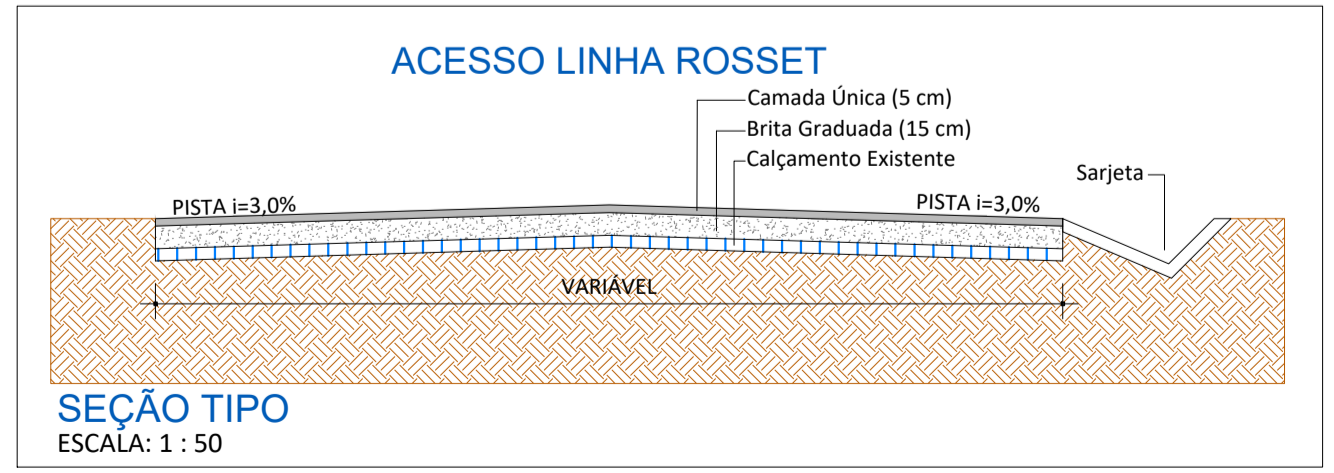 ACESSO LINHA ROSSET
Camada Única (5 cm)
Brita Graduada (15 cm)
Calçamento Existente
Sarjeta
PISTA i=3,0%
PISTA i=3,0%
VARIÁVEL
SEÇÃO TIPO
ESCALA: 1 : 50